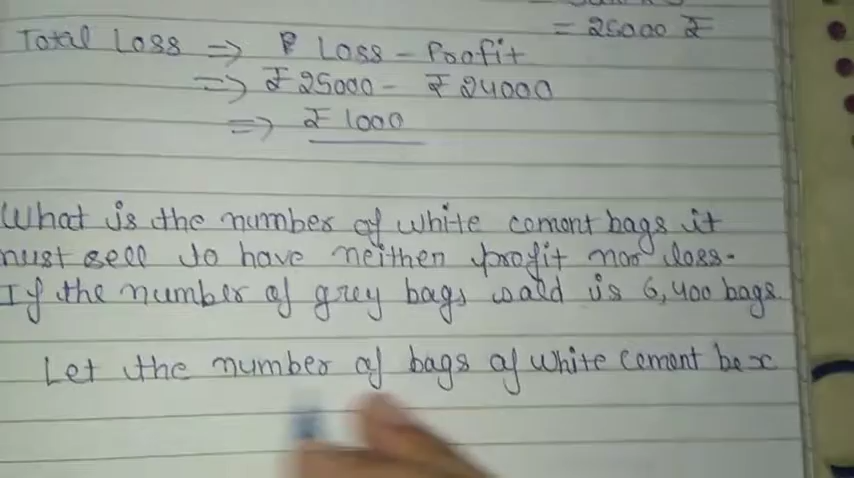 = 25000 ₹
Total Loss => Loss - Profit
=> ₹ 25000 - ₹ 24000
=> ₹ 1000
What is the number of white cement bags it
must sell to have neither profit nor loss.
If the number of grey bags sold is 6,400 bags.
Let the number of bags of white cement be x